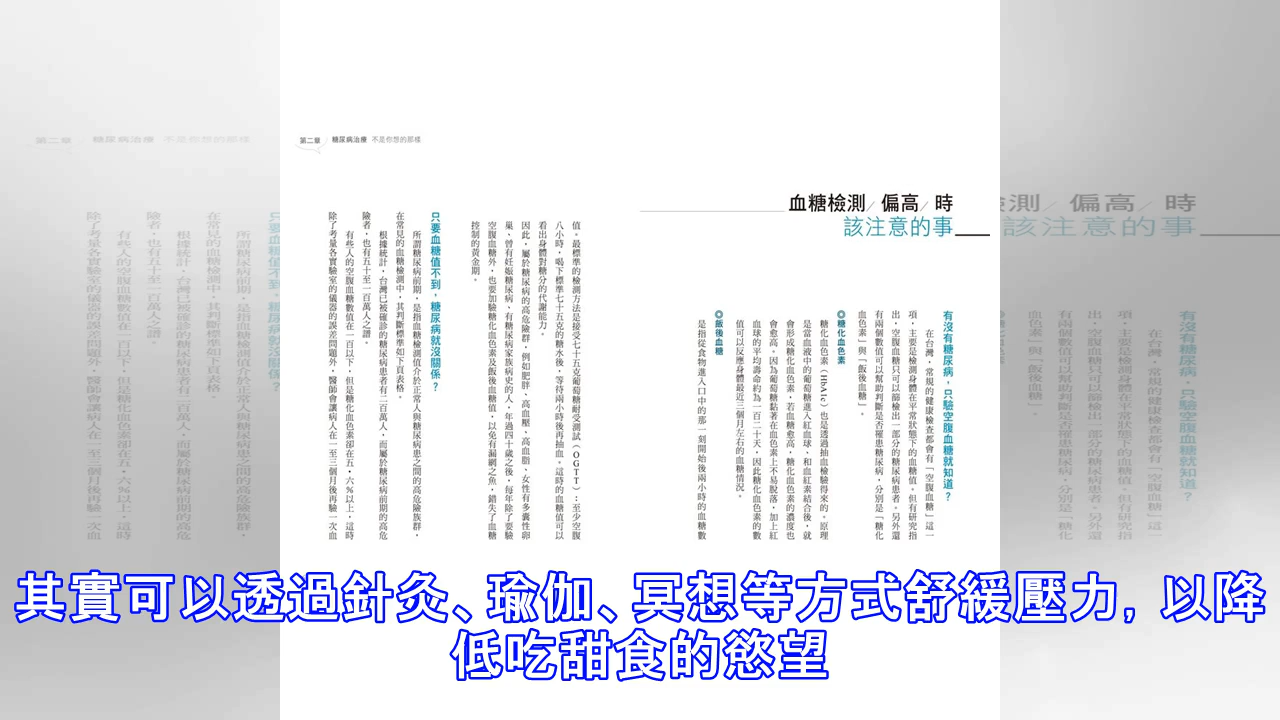 第二章 糖尿病治療 不是你想的那樣
血糖檢測/偏高/時
該注意的事
有沒有糖尿病，只驗空腹血糖就知道？
在台灣，常規的健康檢查都會有「空腹血糖」這一
項，主要是檢測身體在平常狀態下的血糖值。但有研究指
出，空腹血糖只可以篩檢出一部分的糖尿病患者。另外還
有兩個數值可以幫助判斷是否罹患糖尿病，分別是「糖化
血色素」與「飯後血糖」。
◎糖化血色素
糖化血色素（HbA1c）也是透過抽血檢驗得來的。原理
是當血液中的葡萄糖進入紅血球，和血紅素結合後，就
會形成糖化血色素，若血糖愈高，糖化血色素的濃度也
會愈高，因為葡萄糖黏著在血色素上不易脫落，加上紅
血球的平均壽命約為一百二十天，因此糖化血色素的數
值可以反應身體最近三個月左右的血糖情況。
◎飯後血糖
是指從食物進入口中的那一刻開始後兩小時的血糖數
值。最標準的檢測方法是接受七十五克葡萄糖耐受測試（OGTT）：至少空腹
八小時，喝下標準七十五克的糖水後，等待兩小時後再抽血。這時的血糖值可以
看出身體對糖分的代謝能力。
因此，屬於糖尿病的高危險群，例如肥胖、高血壓、高血脂、女性有多囊性卵
巢、曾有妊娠糖尿病、有糖尿病家族病史的人，年過四十歲之後，每年除了要驗
空腹血糖外，也要加驗糖化血色素及飯後血糖值，以免有漏網之魚，錯失了血糖
控制的黃金期。
只要血糖值不到，糖尿病就沒關係？
所謂糖尿病前期，是指血糖檢測值介於正常人與糖尿病患之間的高危險族群，
在常見的血糖檢測中，其判斷標準如下頁表格。
根據統計，台灣已被確診的糖尿病患者有二百萬人，而屬於糖尿病前期的高危
險者，也有五十至一百萬人之譜。
有些人的空腹血糖數值在一百以下，但是糖化血色素卻在五·六％以上，這時
除了考量各實驗室的儀器的誤差問題外，醫師會讓病人在一至三個月後再驗一次血
其實可以透過針灸、瑜伽、冥想等方式舒緩壓力，以降
低吃甜食的慾望